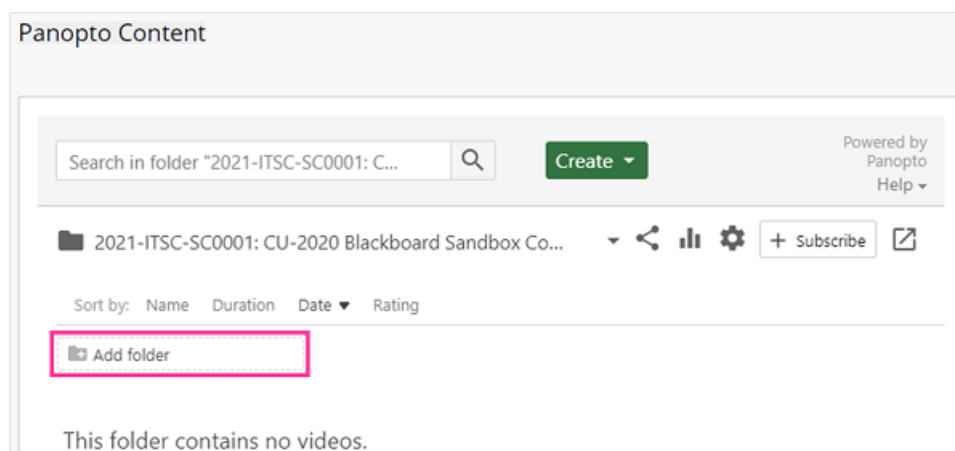 Panopto Content
Search in folder "2021-ITSC-SC0001: C...
Create
Powered by
Panopto
Help
2021-ITSC-SC0001: CU-2020 Blackboard Sandbox Co...
+ Subscribe
Sort by: Name Duration Date Rating
Add folder
This folder contains no videos.